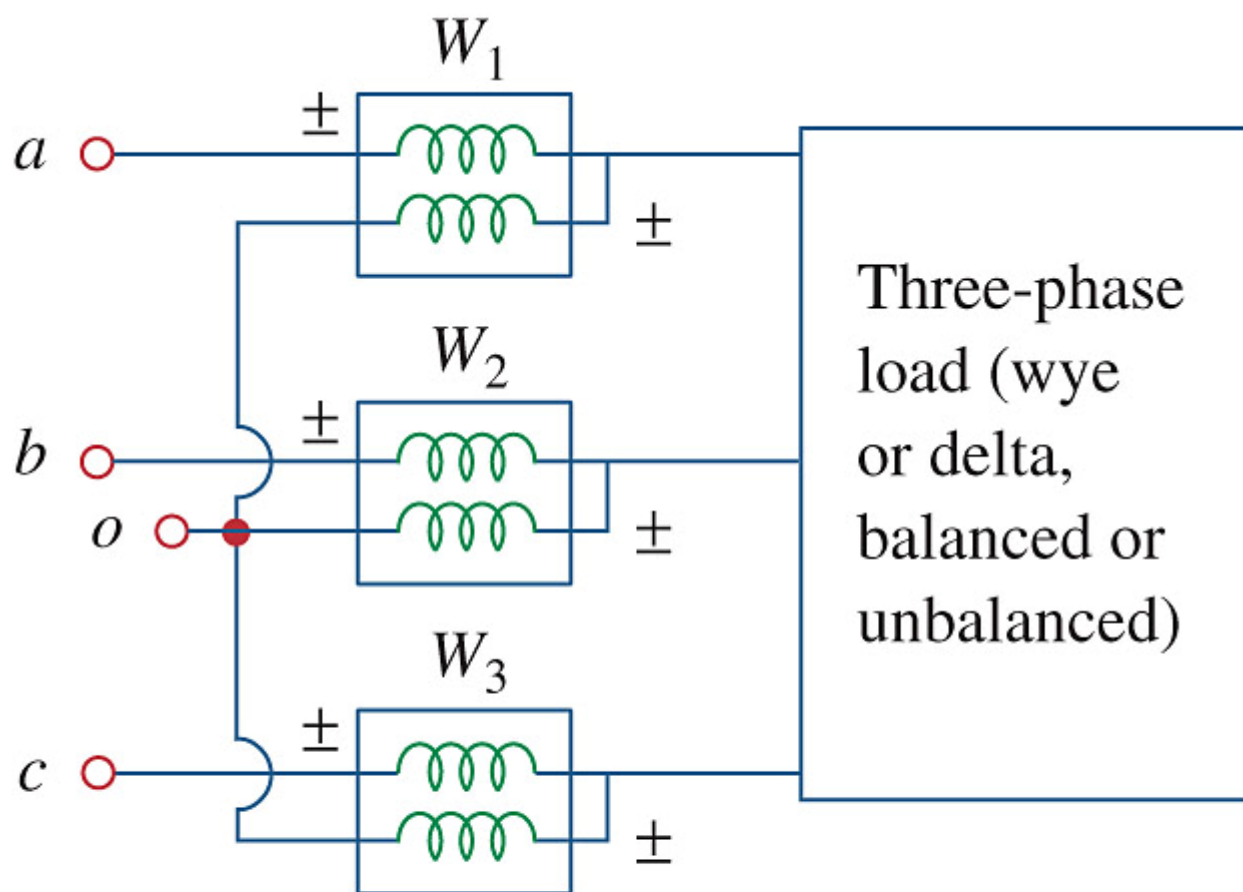 W₁
±
a
±
W₂
±
b
o
±
W₃
±
c
±
Three-phase
load (wye
or delta,
balanced or
unbalanced)